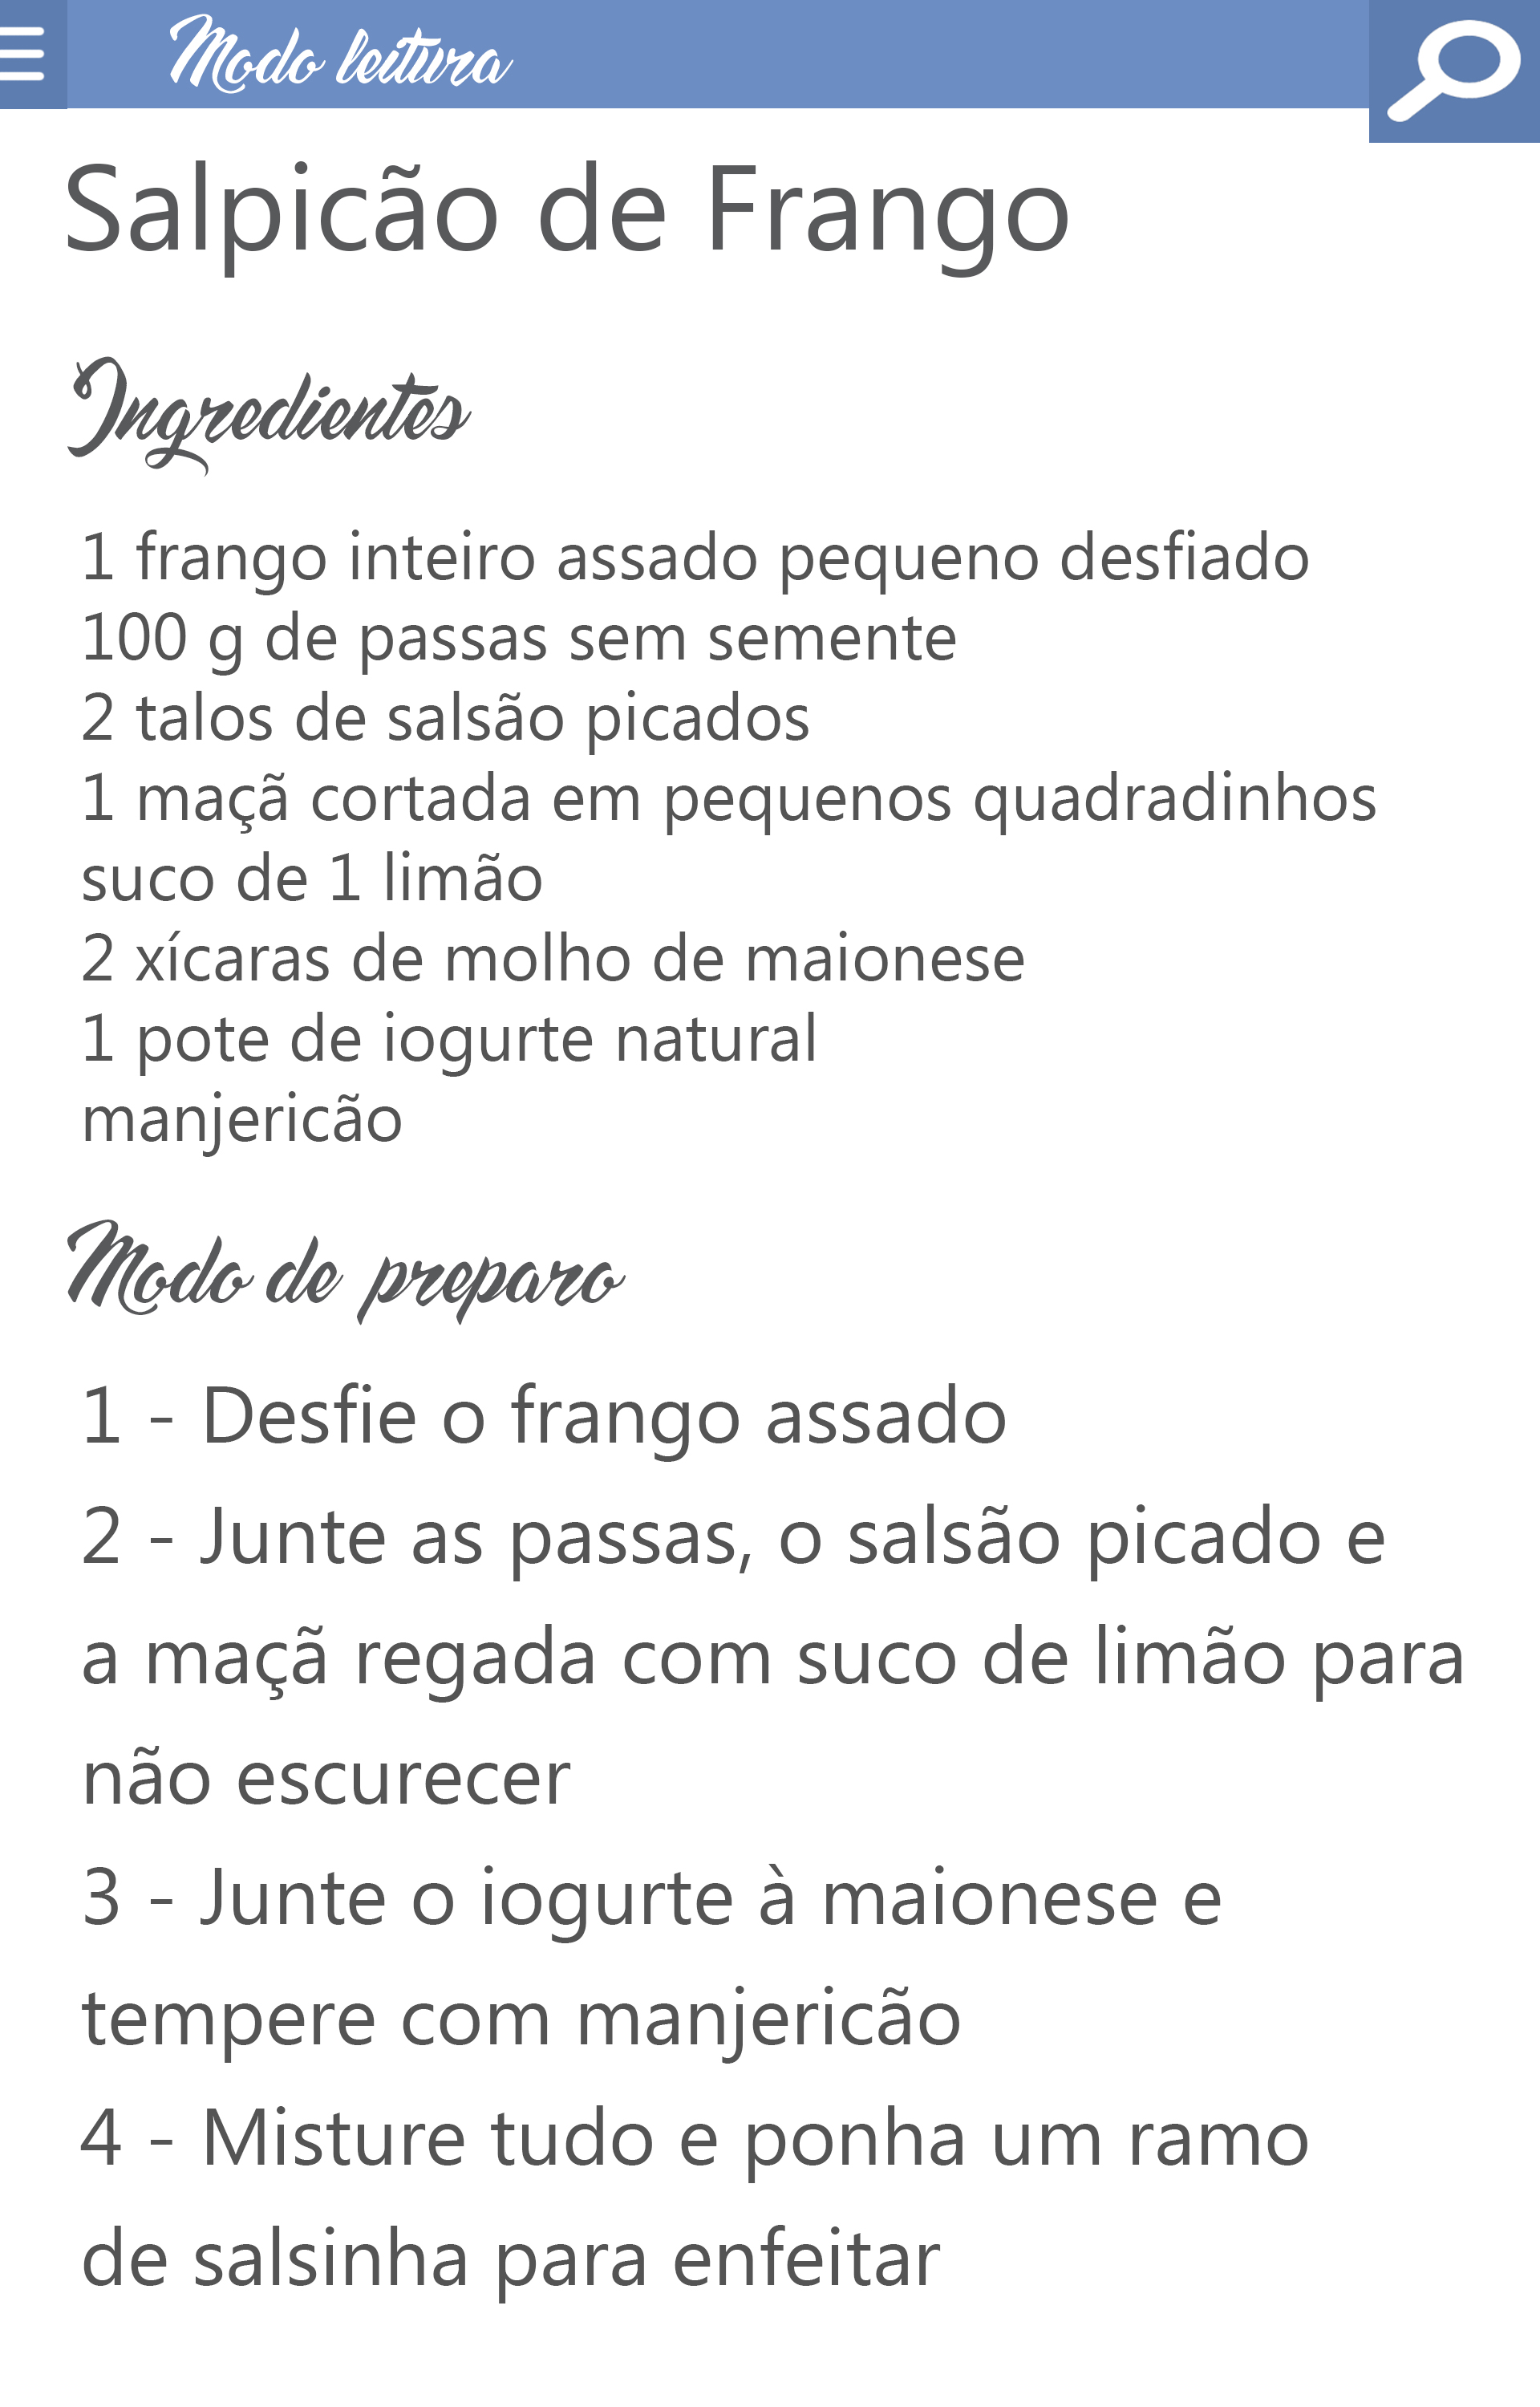 Modo leitura
Salpicão de Frango
Ingredientes
1 frango inteiro assado pequeno desfiado
100 g de passas sem semente
2 talos de salsão picados
1 maçã cortada em pequenos quadradinhos
suco de 1 limão
2 xícaras de molho de maionese
1 pote de iogurte natural
manjericão
Modo de preparo
1 - Desfie o frango assado
2 - Junte as passas, o salsão picado e
a maçã regada com suco de limão para
não escurecer
3 - Junte o iogurte à maionese e
tempere com manjericão
4 - Misture tudo e ponha um ramo
de salsinha para enfeitar